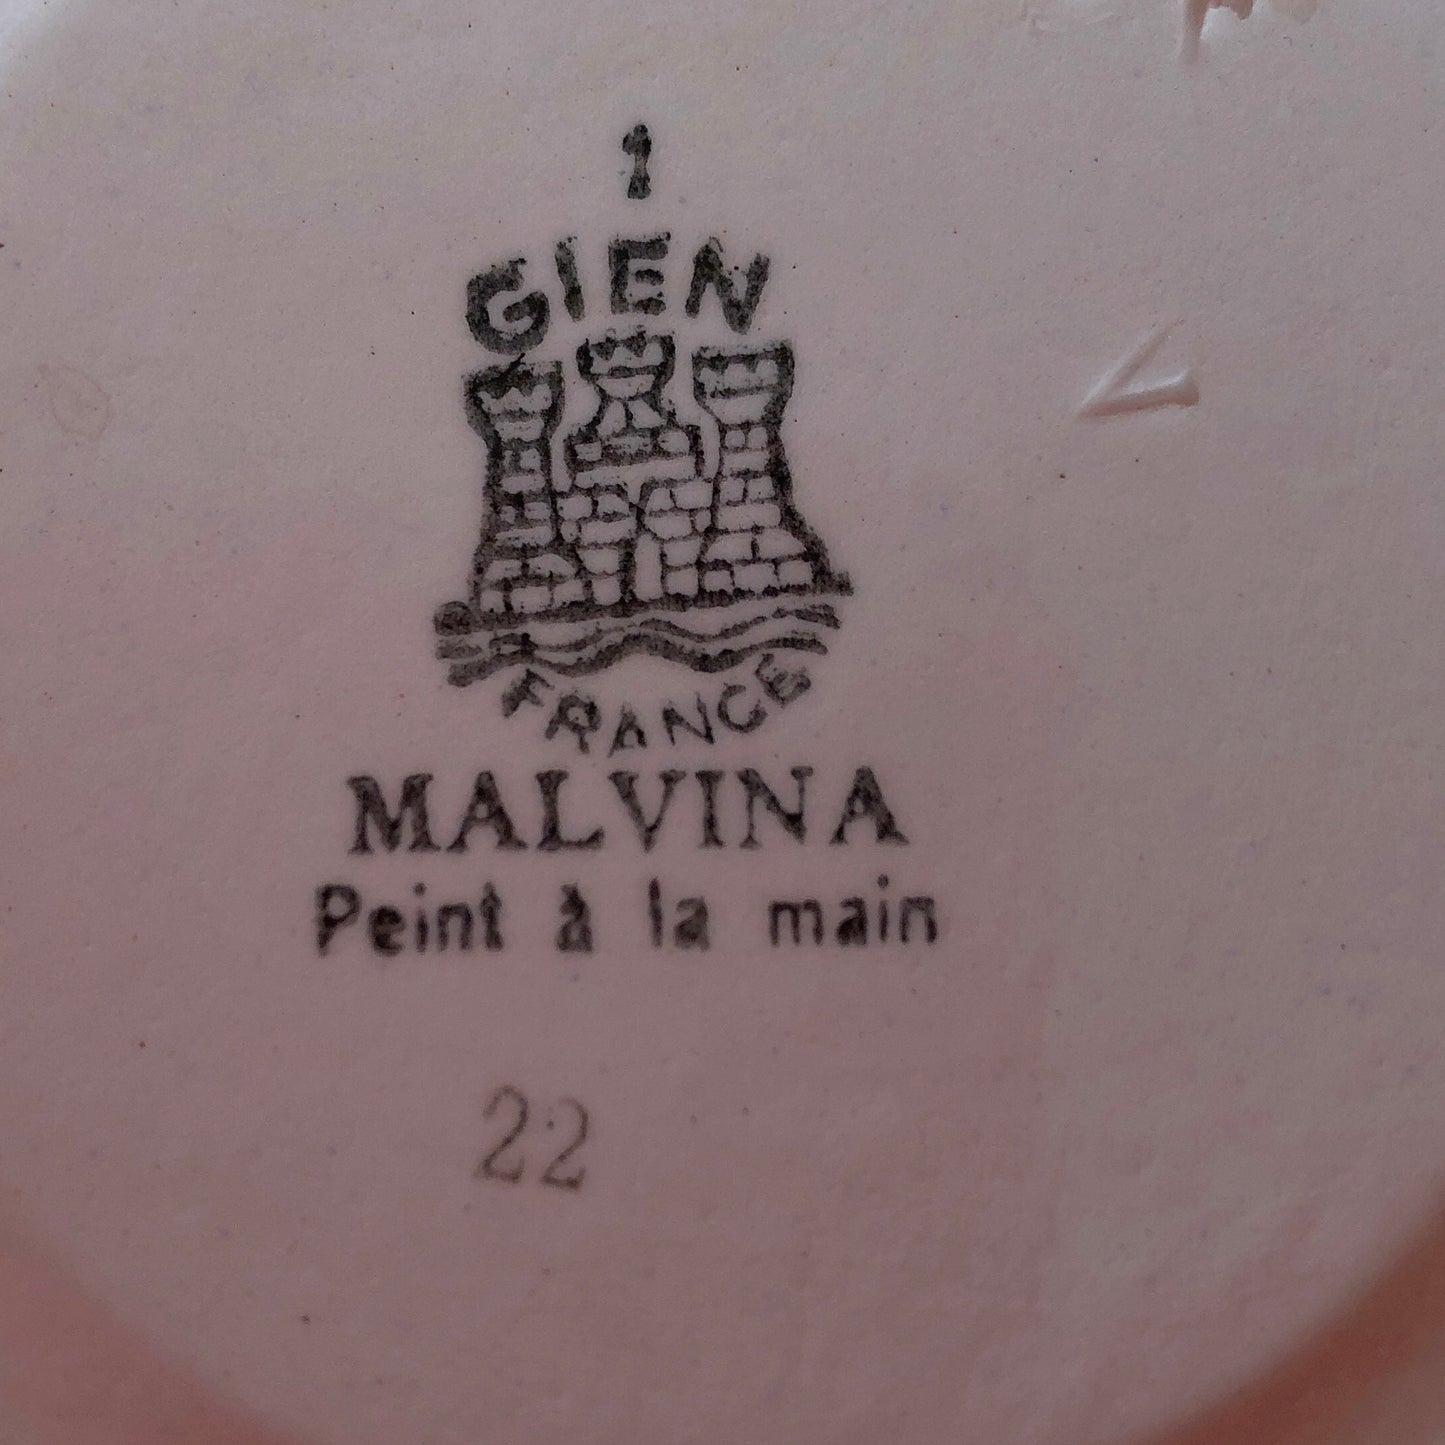 1
GIEN
FRANCE
MALVINA
Peint à la main
22